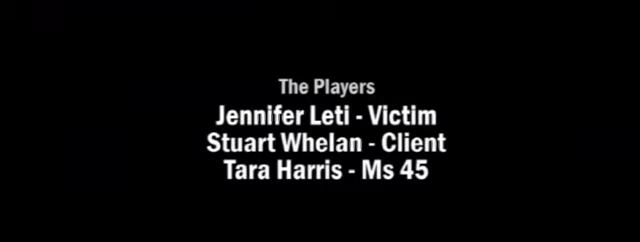 The Players
Jennifer Leti - Victim
Stuart Whelan - Client
Tara Harris - Ms 45